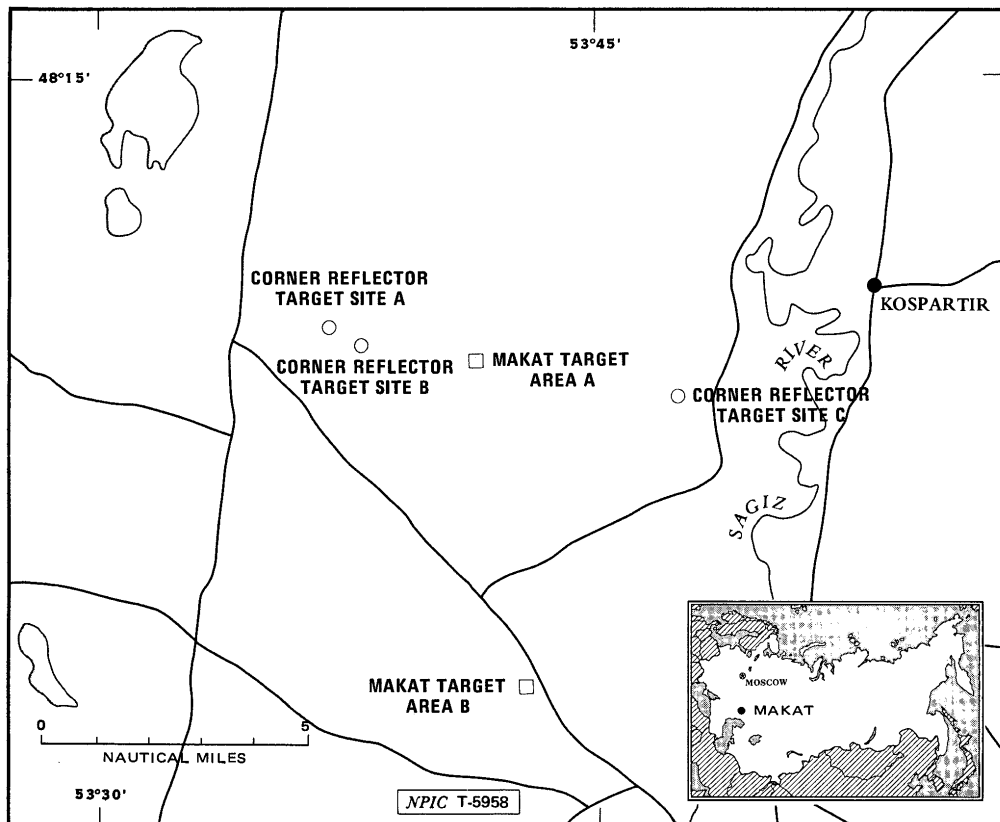 53°45'
48°15'
CORNER REFLECTOR
TARGET SITE A
CORNER REFLECTOR
TARGET SITE B
MAKAT TARGET
AREA A
KOSPARTIR
RIVER
CORNER REFLECTOR
TARGET SITE C
SAGIZ
MAKAT TARGET
AREA B
MOSCOW
MAKAT
0 5
NAUTICAL MILES
53°30'
NPIC T-5958